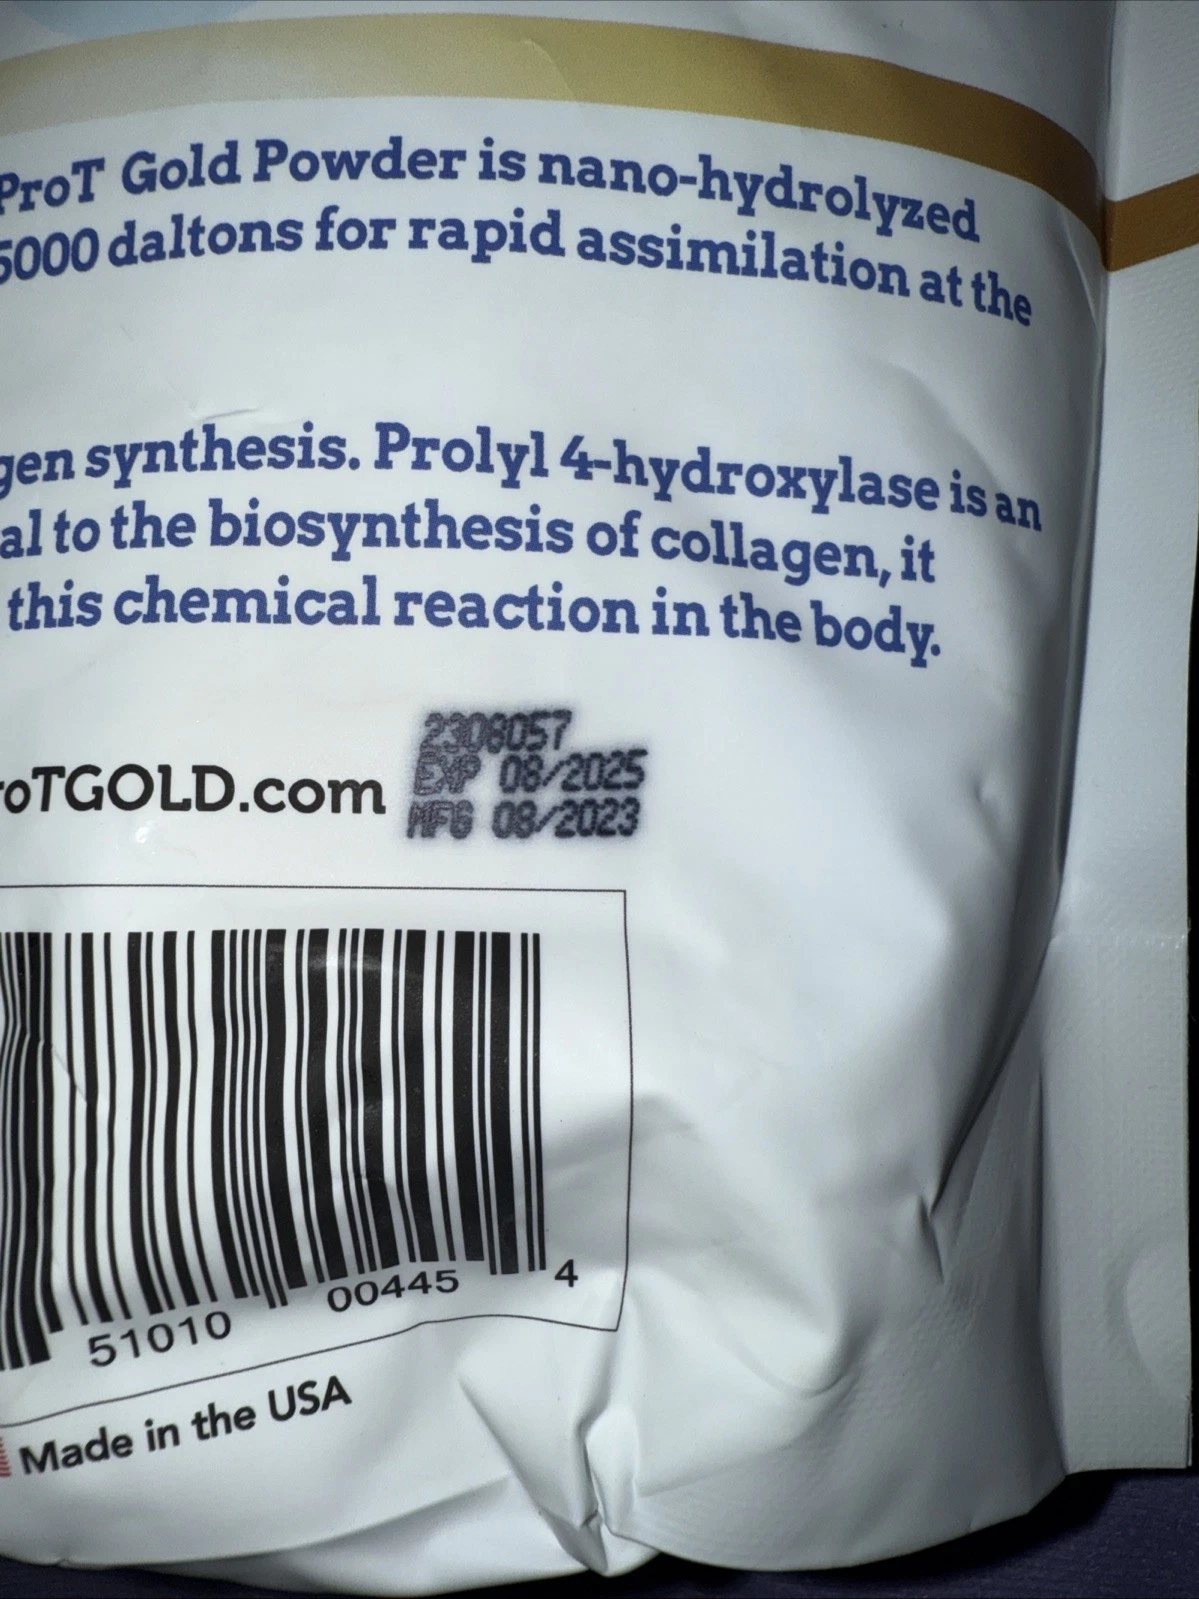 ProT Gold Powder is nano-hydrolyzed
5000 daltons for rapid assimilation at the
gen synthesis. Prolyl 4-hydroxylase is an
al to the biosynthesis of collagen, it
this chemical reaction in the body.
oTGOLD.com
2308057
EXP 08/2025
MFG 08/2023
51010 00445 4
Made in the USA